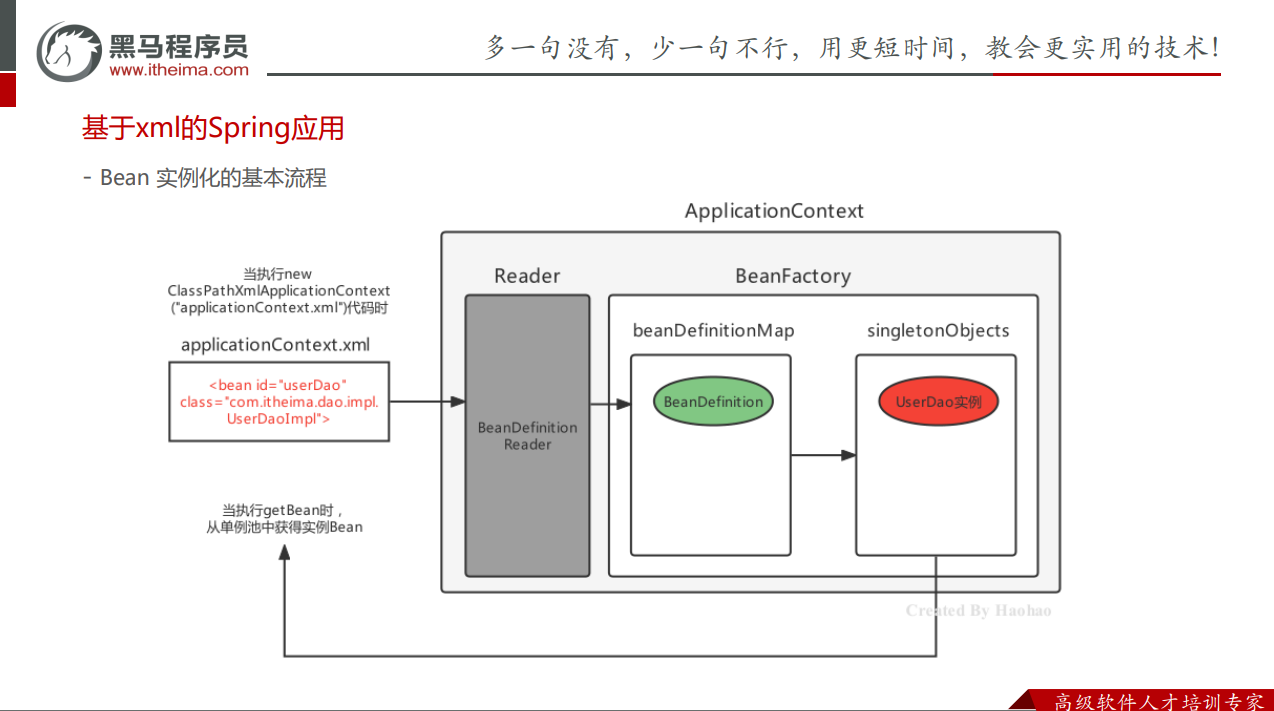 黑马程序员
www.itheima.com
多一句没有，少一句不行，用更短时间，教会更实用的技术！
基于xml的Spring应用
- Bean 实例化的基本流程
ApplicationContext
当执行new
ClassPathXmlApplicationContext
("applicationContext.xml")代码时
applicationContext.xml
<bean id="userDao"
class="com.itheima.dao.impl.
UserDaoImpl">
Reader
BeanDefinition
Reader
BeanFactory
beanDefinitionMap
BeanDefinition
singletonObjects
UserDao实例
当执行getBean时，
从单例池中获得实例Bean
Created By Haohao
高级软件人才培训专家